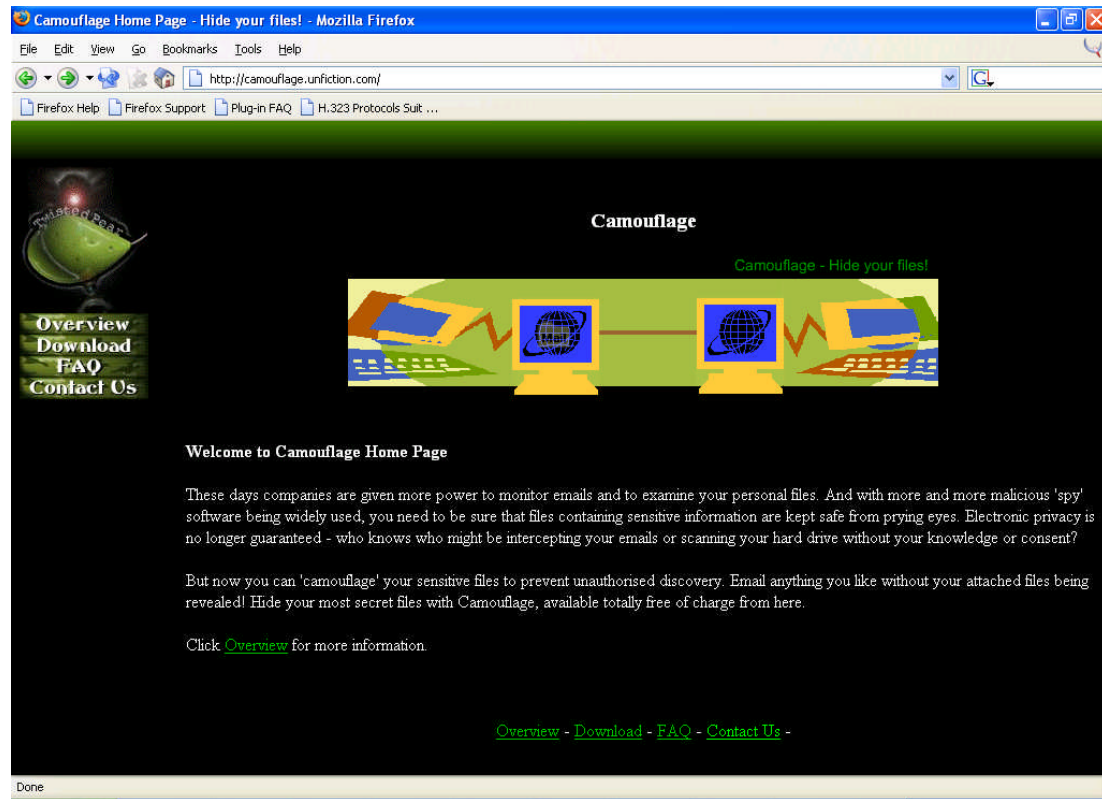 Camouflage Home Page - Hide your files! - Mozilla Firefox
File Edit View Go Bookmarks Tools Help
http://camouflage.unfiction.com/
G
Firefox Help Firefox Support Plug-in FAQ H.323 Protocols Suit ...
Twisted Pear
Overview
Download
FAQ
Contact Us
Camouflage
Camouflage - Hide your files!
Mail
Welcome to Camouflage Home Page
These days companies are given more power to monitor emails and to examine your personal files. And with more and more malicious 'spy'
software being widely used, you need to be sure that files containing sensitive information are kept safe from prying eyes. Electronic privacy is
no longer guaranteed - who knows who might be intercepting your emails or scanning your hard drive without your knowledge or consent?
But now you can 'camouflage' your sensitive files to prevent unauthorised discovery. Email anything you like without your attached files being
revealed! Hide your most secret files with Camouflage, available totally free of charge from here.
Click Overview for more information.
Overview - Download - FAQ - Contact Us -
Done